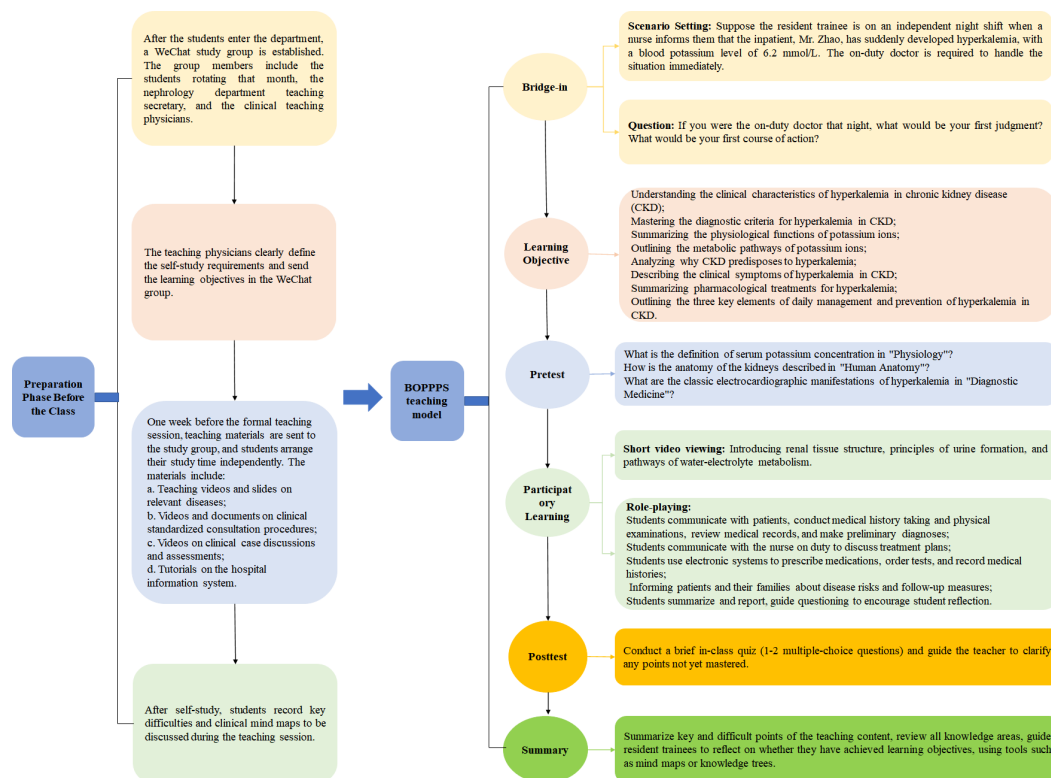 After the students enter the department,
a WeChat study group is established.
The group members include the
students rotating that month, the
nephrology department teaching
secretary, and the clinical teaching
physicians.
The teaching physicians clearly define
the self-study requirements and send
the learning objectives in the WeChat
group.
Preparation
Phase Before
the Class
One week before the formal teaching
session, teaching materials are sent to
the study group, and students arrange
their study time independently. The
materials include:
a. Teaching videos and slides on
relevant diseases;
b. Videos and documents on clinical
standardized consultation procedures;
c. Videos on clinical case discussions
and assessments;
d. Tutorials on the hospital
information system.
After self-study, students record key
difficulties and clinical mind maps to be
discussed during the teaching session.
BOPPPS
teaching
model
Bridge-in
Scenario Setting: Suppose the resident trainee is on an independent night shift when a
nurse informs them that the inpatient, Mr. Zhao, has suddenly developed hyperkalemia, with
a blood potassium level of 6.2 mmol/L. The on-duty doctor is required to handle the
situation immediately.
Question: If you were the on-duty doctor that night, what would be your first judgment?
What would be your first course of action?
Learning
Objective
Understanding the clinical characteristics of hyperkalemia in chronic kidney disease
(CKD);
Mastering the diagnostic criteria for hyperkalemia in CKD;
Summarizing the physiological functions of potassium ions;
Outlining the metabolic pathways of potassium ions;
Analyzing why CKD predisposes to hyperkalemia;
Describing the clinical symptoms of hyperkalemia in CKD;
Summarizing pharmacological treatments for hyperkalemia;
Outlining the three key elements of daily management and prevention of hyperkalemia in
CKD.
Pretest
What is the definition of serum potassium concentration in "Physiology"?
How is the anatomy of the kidneys described in "Human Anatomy"?
What are the classic electrocardiographic manifestations of hyperkalemia in "Diagnostic
Medicine"?
Participat
ory
Learning
Short video viewing: Introducing renal tissue structure, principles of urine formation, and
pathways of water-electrolyte metabolism.
Role-playing:
Students communicate with patients, conduct medical history taking and physical
examinations, review medical records, and make preliminary diagnoses;
Students communicate with the nurse on duty to discuss treatment plans;
Students use electronic systems to prescribe medications, order tests, and record medical
histories;
Informing patients and their families about disease risks and follow-up measures;
Students summarize and report, guide questioning to encourage student reflection.
Posttest
Conduct a brief in-class quiz (1-2 multiple-choice questions) and guide the teacher to clarify
any points not yet mastered.
Summary
Summarize key and difficult points of the teaching content, review all knowledge areas, guide
resident trainees to reflect on whether they have achieved learning objectives, using tools such
as mind maps or knowledge trees.